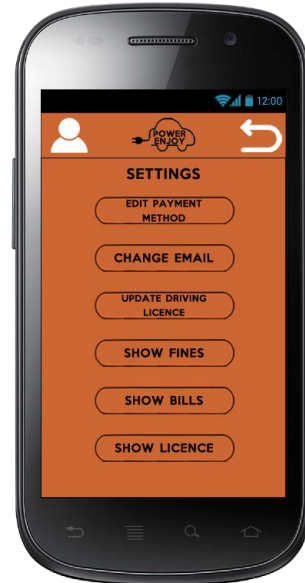 12:00
POWER
ENJOY
SETTINGS
EDIT PAYMENT
METHOD
CHANGE EMAIL
UPDATE DRIVING
LICENCE
SHOW FINES
SHOW BILLS
SHOW LICENCE